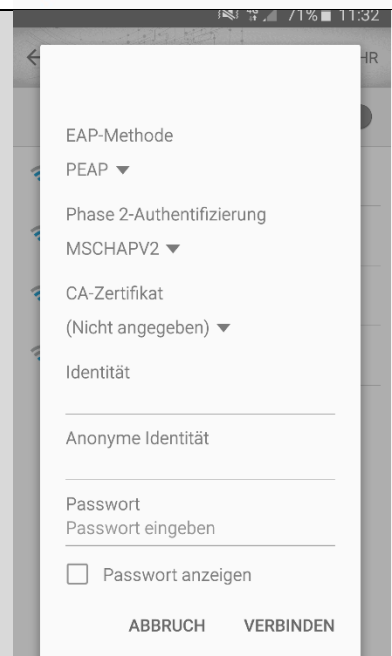 71% 11:32
HR
EAP-Methode
PEAP
Phase 2-Authentifizierung
MSCHAPV2
CA-Zertifikat
(Nicht angegeben)
Identität
Anonyme Identität
Passwort
Passwort eingeben
Passwort anzeigen
ABBRUCH VERBINDEN